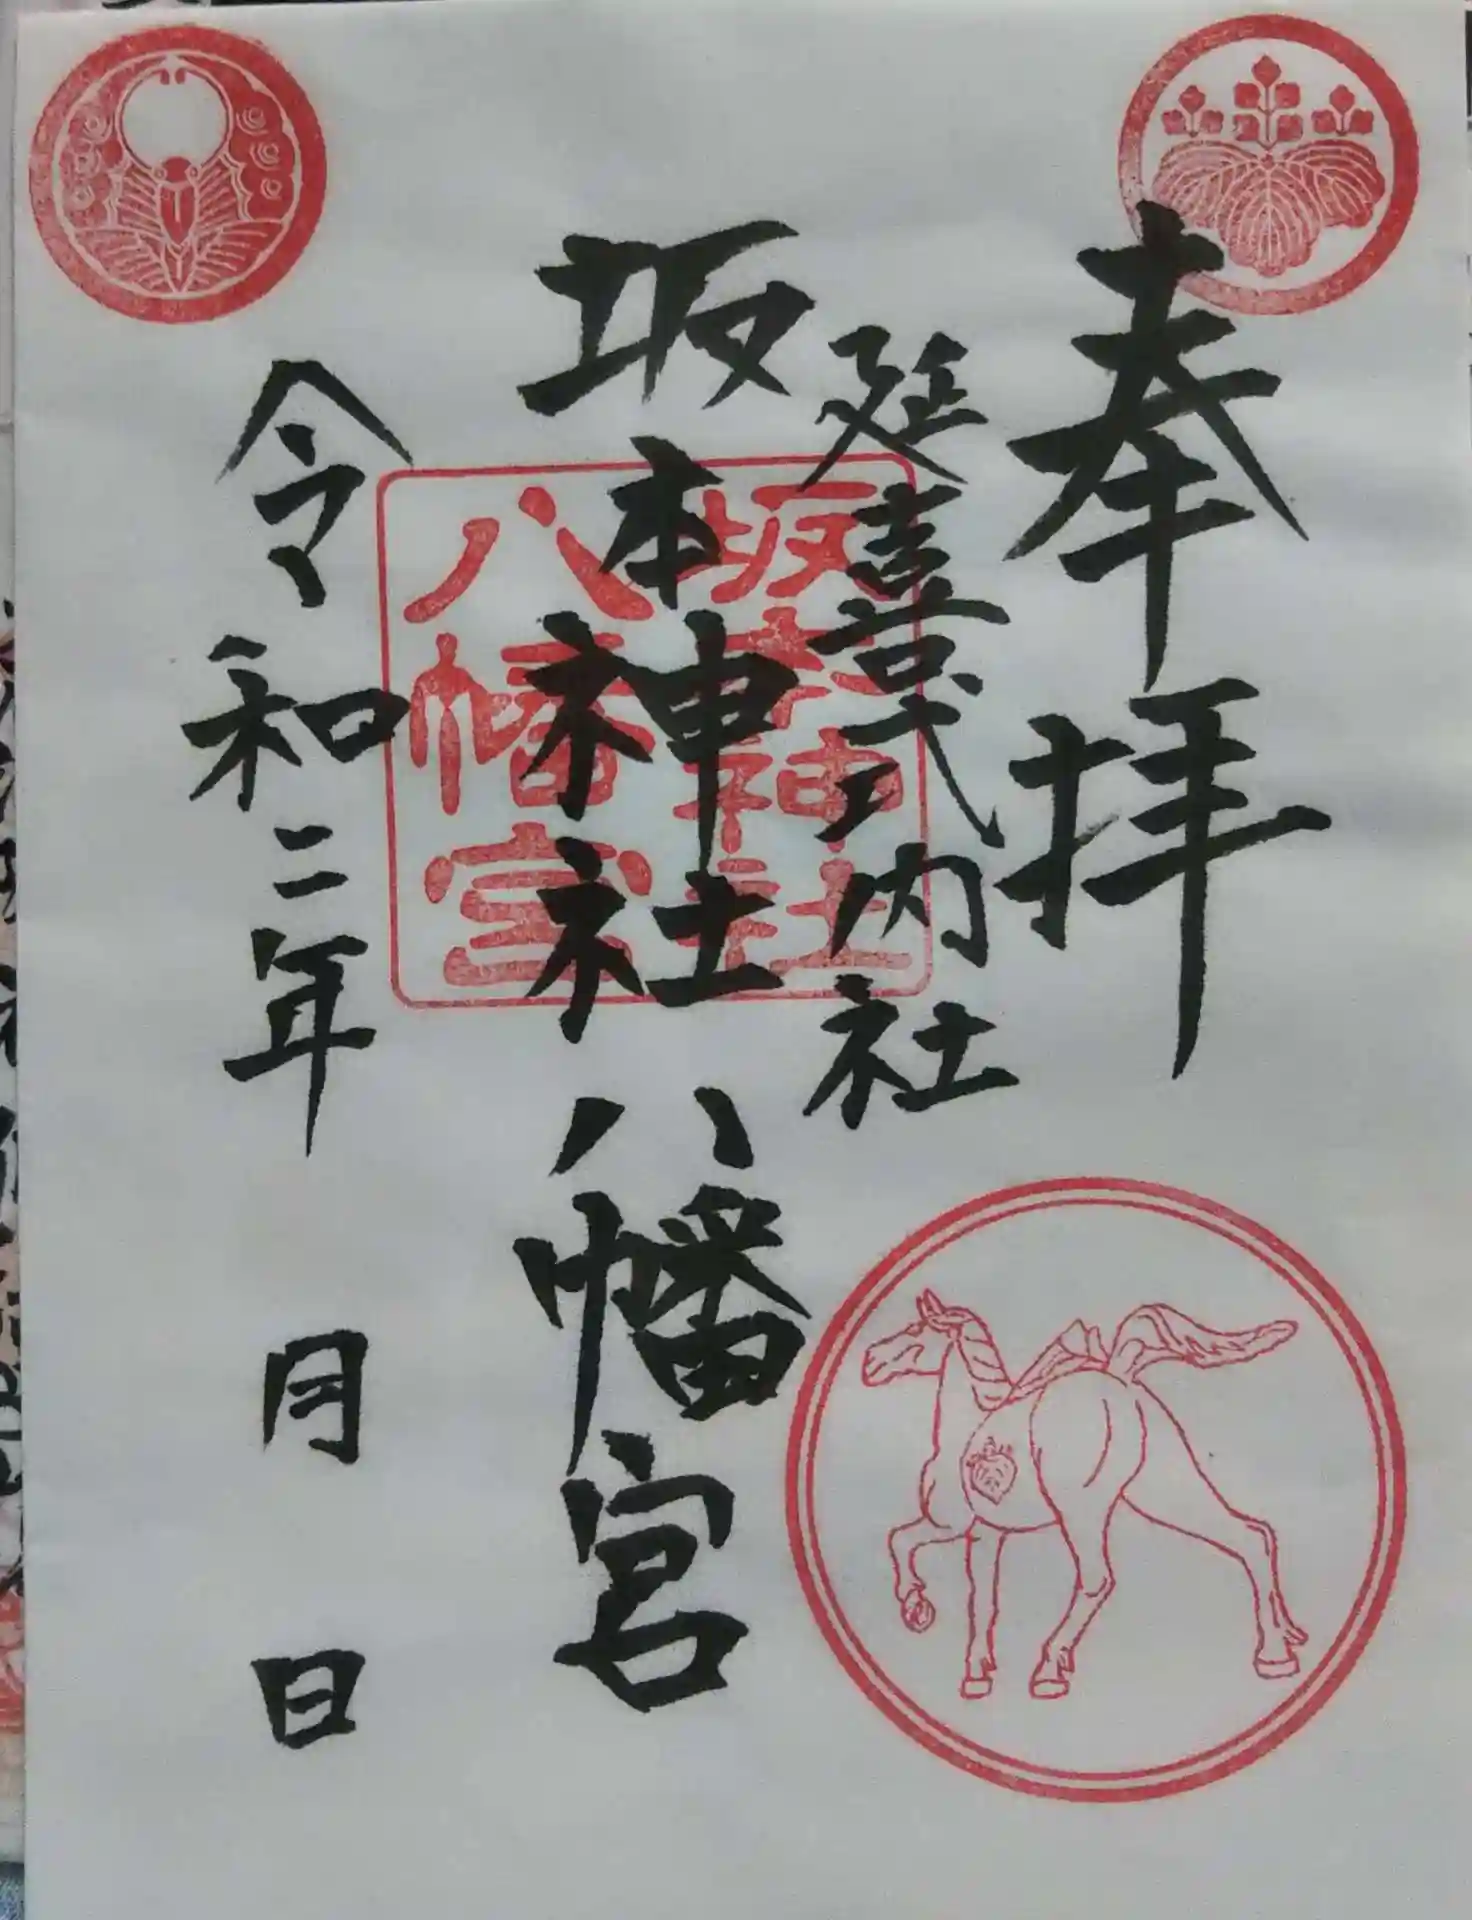 奉拝
延喜式内社
坂本神社八幡宮
坂本神社
八幡宮
令和二年 月 日